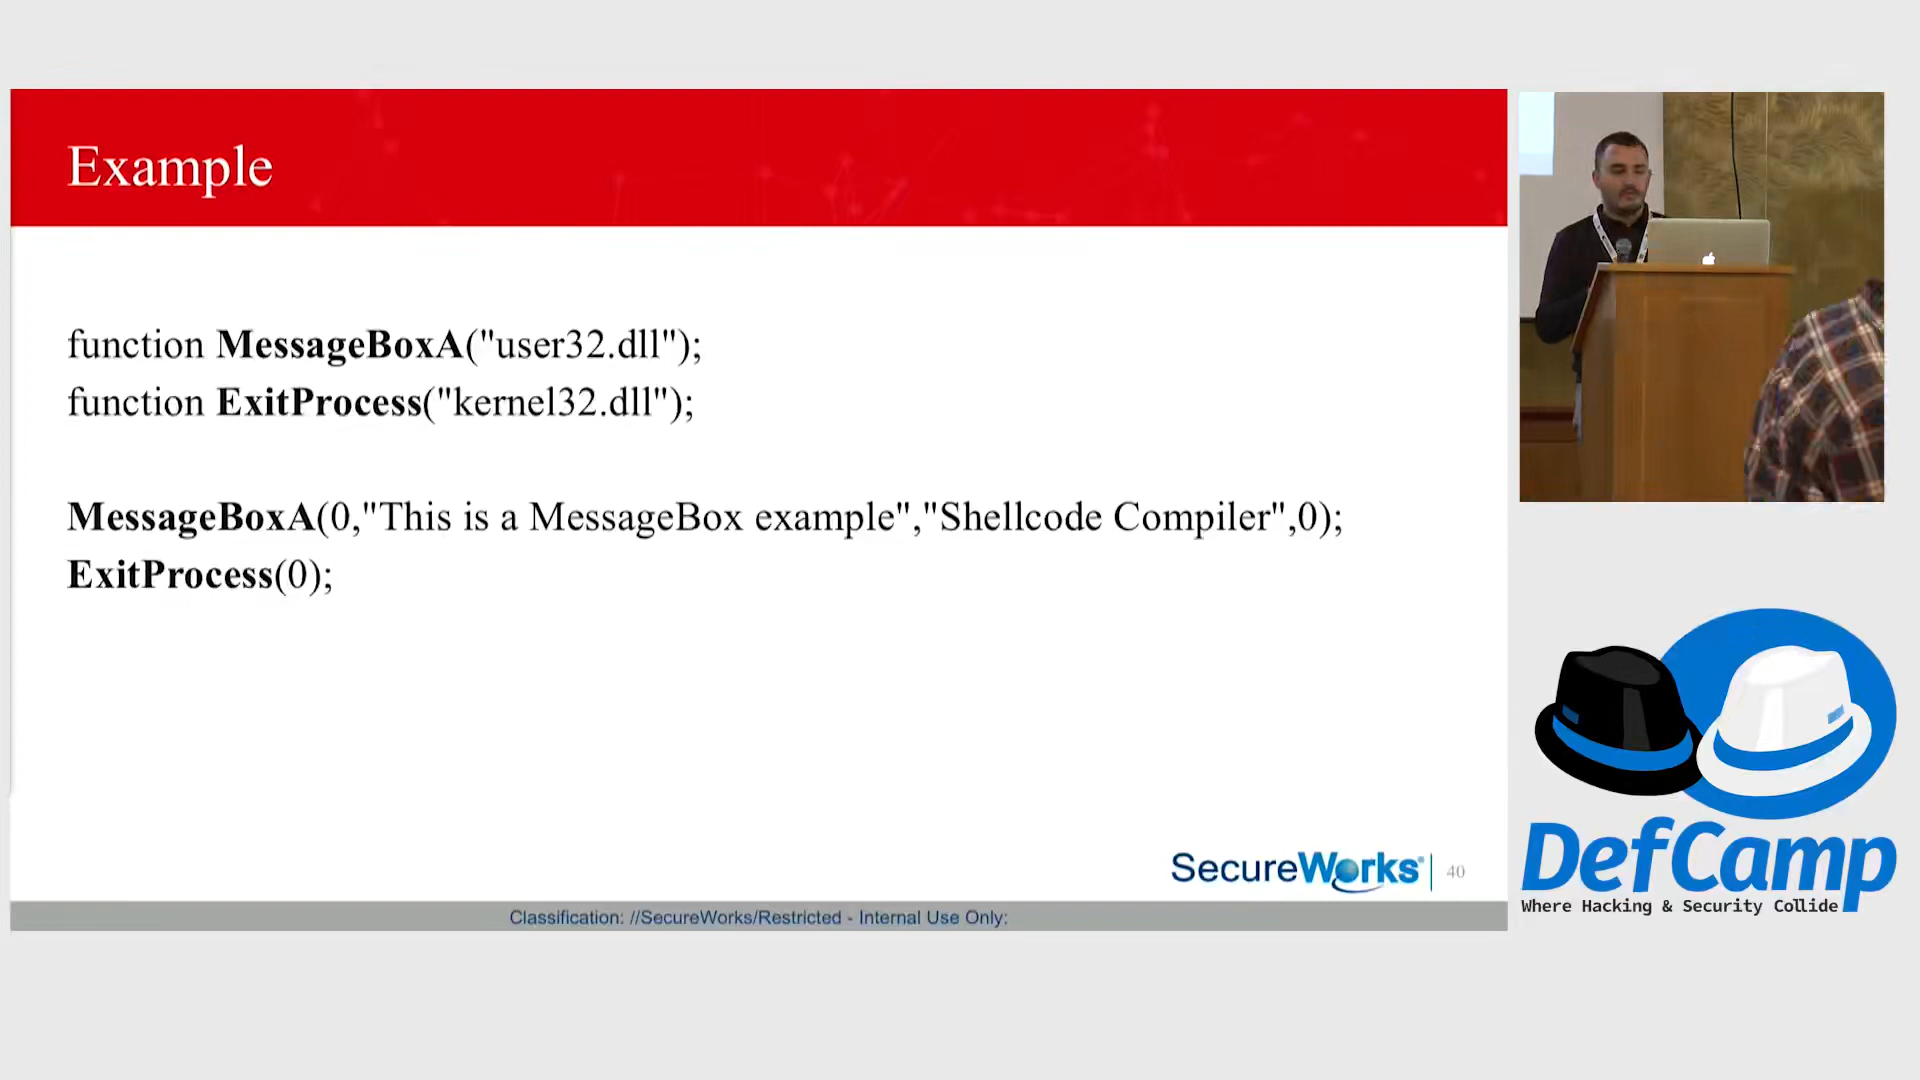 Example
function MessageBoxA("user32.dll");
function ExitProcess("kernel32.dll");
MessageBoxA(0,"This is a MessageBox example","Shellcode Compiler",0);
ExitProcess(0);
SecureWorks
40
Classification: //SecureWorks/Restricted - Internal Use Only:
DefCamp
Where Hacking & Security Collide